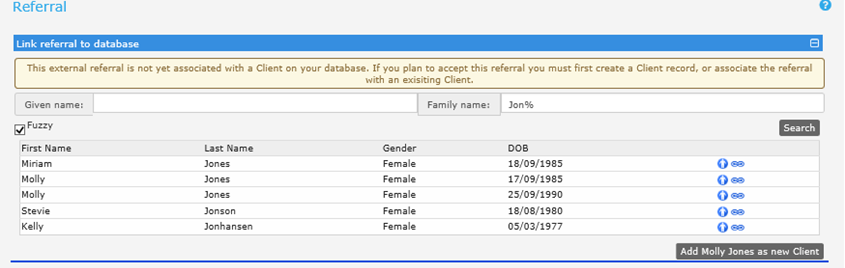 Referral
?
Link referral to database
This external referral is not yet associated with a Client on your database. If you plan to accept this referral you must first create a Client record, or associate the referral
with an exisiting Client.
Given name: Family name: Jon%
Fuzzy
Search
First Name Last Name Gender DOB
Miriam Jones Female 18/09/1985
Molly Jones Female 17/09/1985
Molly Jones Female 25/09/1990
Stevie Jonson Female 18/08/1980
Kelly Jonhansen Female 05/03/1977
Add Molly Jones as new Client